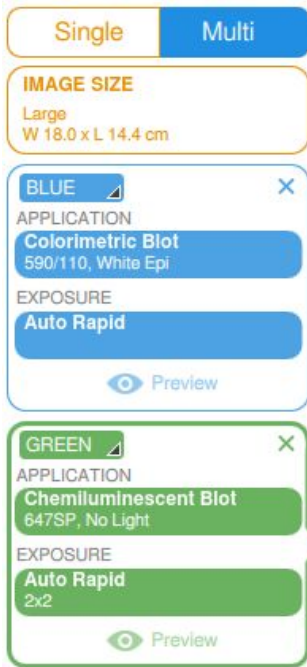 Single Multi
IMAGE SIZE
Large
W 18.0 x L 14.4 cm
BLUE
APPLICATION
Colorimetric Blot
590/110, White Epi
EXPOSURE
Auto Rapid
Preview
GREEN
APPLICATION
Chemiluminescent Blot
647SP, No Light
EXPOSURE
Auto Rapid
2x2
Preview